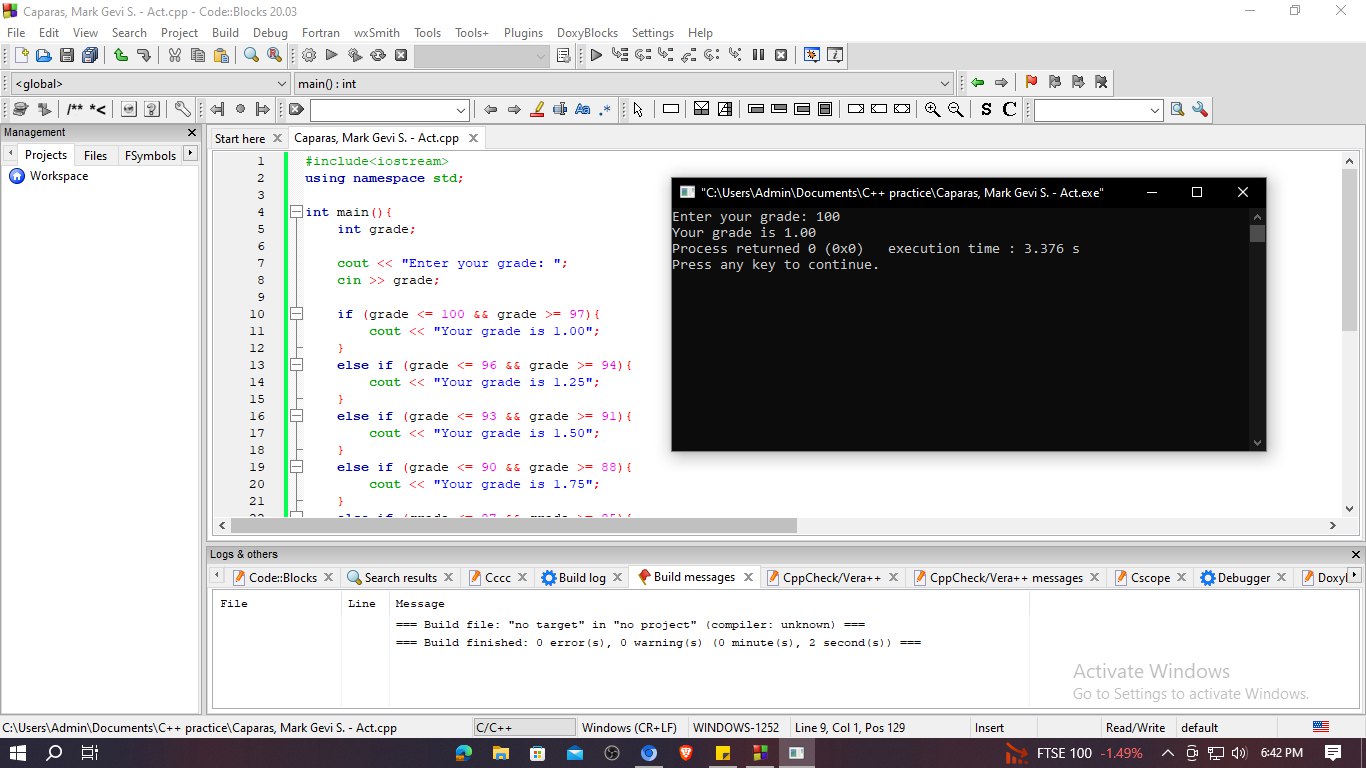 Caparas, Mark Gevi S. - Act.cpp - Code::Blocks 20.03
File Edit View Search Project Build Debug Fortran wxSmith Tools Tools+ Plugins DoxyBlocks Settings Help
<global> main() : int
/** *< Aa .* S C
Management
Projects Files FSymbols
Workspace
Start here Caparas, Mark Gevi S. - Act.cpp
1 #include<iostream>
2 using namespace std;
3
4 int main(){
5 int grade;
6
7 cout << "Enter your grade: ";
8 cin >> grade;
9
10 if (grade <= 100 && grade >= 97){
11 cout << "Your grade is 1.00";
12 }
13 else if (grade <= 96 && grade >= 94){
14 cout << "Your grade is 1.25";
15 }
16 else if (grade <= 93 && grade >= 91){
17 cout << "Your grade is 1.50";
18 }
19 else if (grade <= 90 && grade >= 88){
20 cout << "Your grade is 1.75";
21 }
"C:\Users\Admin\Documents\C++ practice\Caparas, Mark Gevi S. - Act.exe"
Enter your grade: 100
Your grade is 1.00
Process returned 0 (0x0) execution time : 3.376 s
Press any key to continue.
Logs & others
Code::Blocks Search results Cccc Build log Build messages CppCheck/Vera++ CppCheck/Vera++ messages Cscope Debugger Doxy
File Line Message
=== Build file: "no target" in "no project" (compiler: unknown) ===
=== Build finished: 0 error(s), 0 warning(s) (0 minute(s), 2 second(s)) ===
Activate Windows
Go to Settings to activate Windows.
C:\Users\Admin\Documents\C++ practice\Caparas, Mark Gevi S. - Act.cpp C/C++ Windows (CR+LF) WINDOWS-1252 Line 9, Col 1, Pos 129 Insert Read/Write default
FTSE 100 -1.49% 6:42 PM